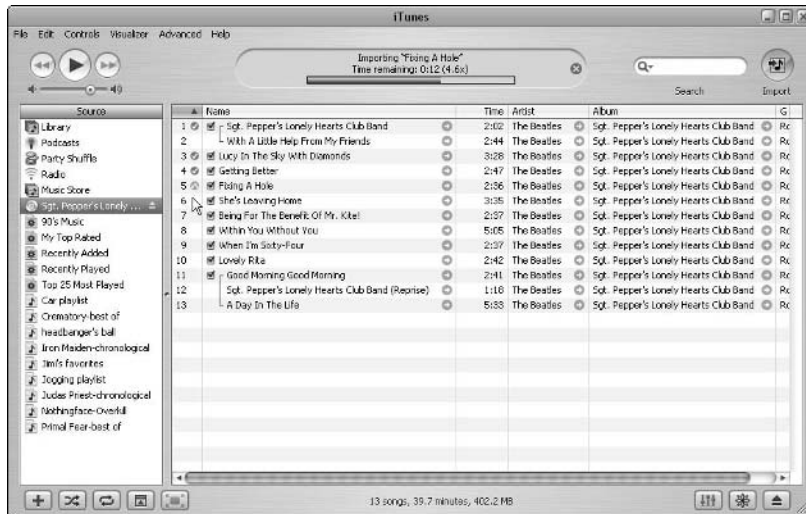 iTunes
File Edit Controls Visualizer Advanced Help
Importing "Fixing A Hole"
Time remaining: 0:12 (4.6x)
Search
Import
Source
Library
Podcasts
Party Shuffle
Radio
Music Store
Sgt. Pepper's Lonely ...
90's Music
My Top Rated
Recently Added
Recently Played
Top 25 Most Played
Car playlist
Crematory-best of
headbanger's ball
Iron Maiden-chronological
Jimi's favorites
Jogging playlist
Judas Priest-chronological
Nothingface-Overkill
Primal Fear-best of
Name Time Artist Album G
1 Sgt. Pepper's Lonely Hearts Club Band 2:02 The Beatles Sgt. Pepper's Lonely Hearts Club Band Ro
2 With A Little Help From My Friends 2:44 The Beatles Sgt. Pepper's Lonely Hearts Club Band Ro
3 Lucy In The Sky With Diamonds 3:28 The Beatles Sgt. Pepper's Lonely Hearts Club Band Ro
4 Getting Better 2:47 The Beatles Sgt. Pepper's Lonely Hearts Club Band Ro
5 Fixing A Hole 2:36 The Beatles Sgt. Pepper's Lonely Hearts Club Band Ro
6 She's Leaving Home 3:35 The Beatles Sgt. Pepper's Lonely Hearts Club Band Ro
7 Being For The Benefit Of Mr. Kite! 2:37 The Beatles Sgt. Pepper's Lonely Hearts Club Band Ro
8 Within You Without You 5:05 The Beatles Sgt. Pepper's Lonely Hearts Club Band Ro
9 When I'm Sixty-Four 2:37 The Beatles Sgt. Pepper's Lonely Hearts Club Band Ro
10 Lovely Rita 2:42 The Beatles Sgt. Pepper's Lonely Hearts Club Band Ro
11 Good Morning Good Morning 2:41 The Beatles Sgt. Pepper's Lonely Hearts Club Band Ro
12 Sgt. Pepper's Lonely Hearts Club Band (Reprise) 1:18 The Beatles Sgt. Pepper's Lonely Hearts Club Band Ro
13 A Day In The Life 5:33 The Beatles Sgt. Pepper's Lonely Hearts Club Band Ro
13 songs, 39.7 minutes, 402.2 MB